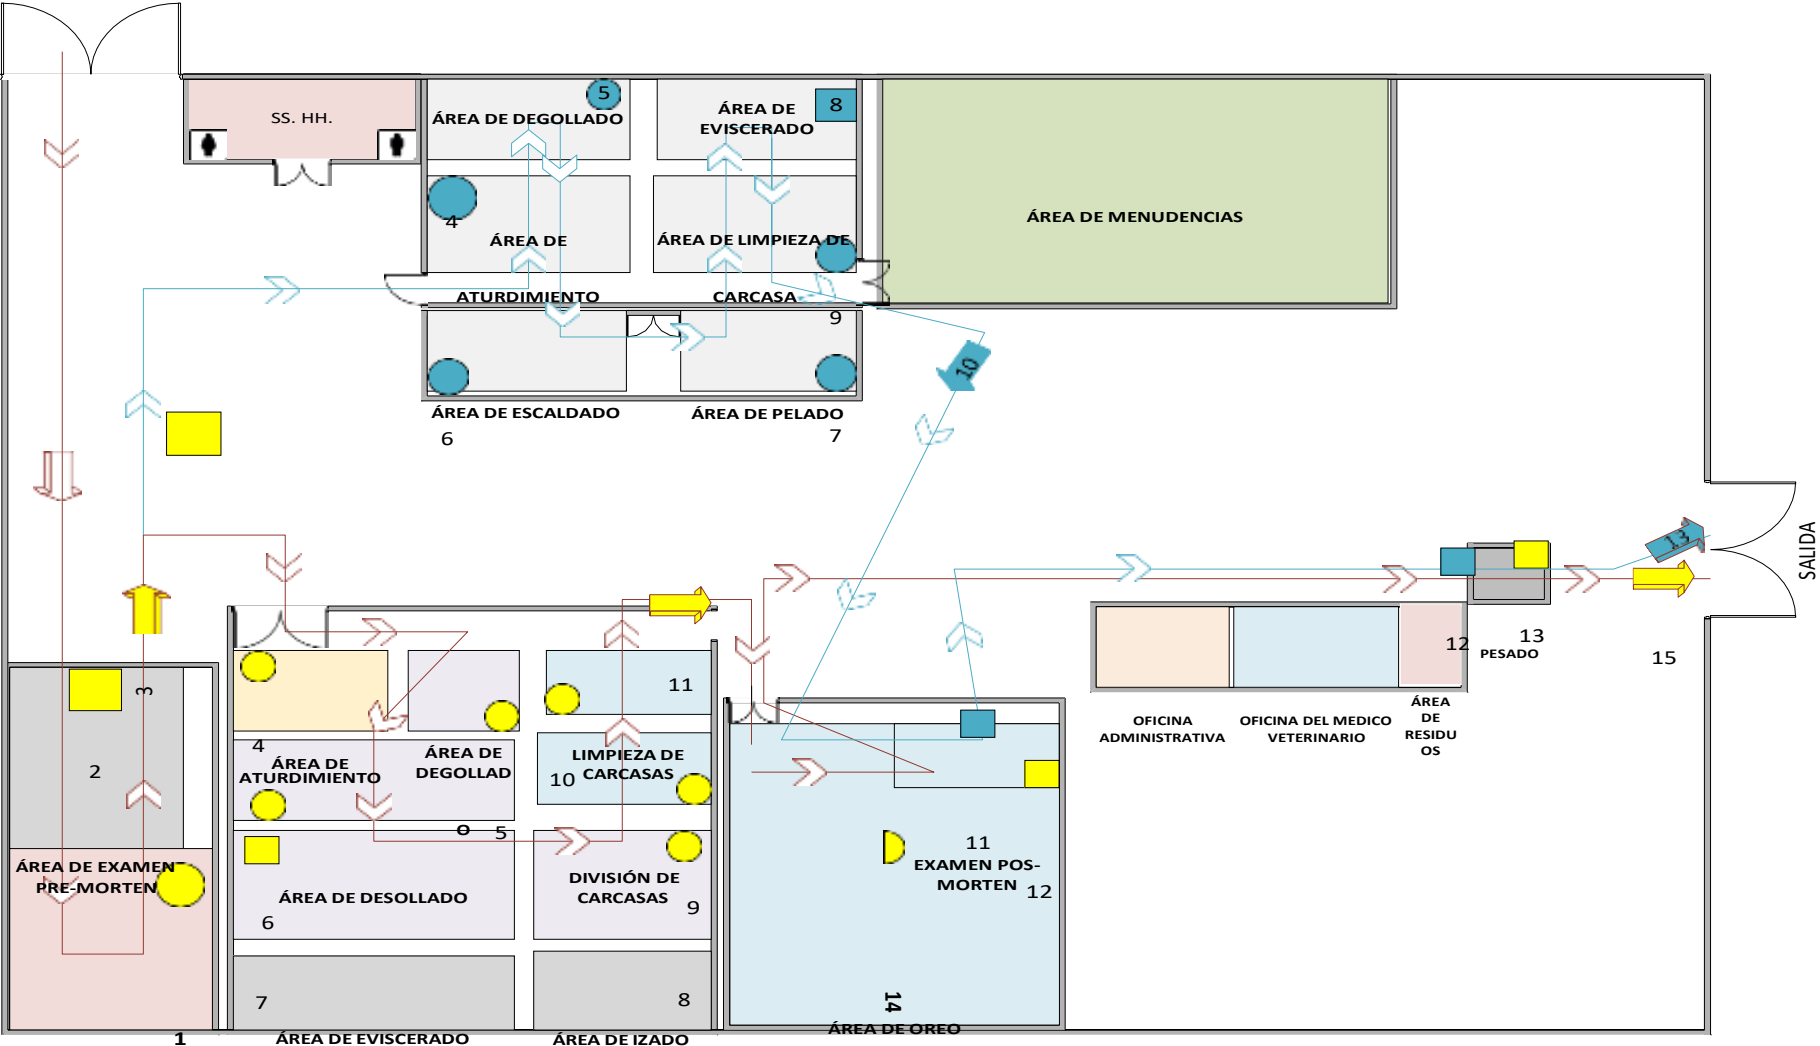 SS. HH.
5
ÁREA DE DEGOLLADO
ÁREA DE
EVISCERADO
8
4
ÁREA DE
ATURDIMIENTO
ÁREA DE LIMPIEZA DE
CARCASA
9
ÁREA DE MENUDENCIAS
10
ÁREA DE ESCALDADO
6
ÁREA DE PELADO
7
13
SALIDA
12
13
PESADO
15
OFICINA
ADMINISTRATIVA
OFICINA DEL MEDICO
VETERINARIO
ÁREA
DE
RESIDU
OS
3
2
ÁREA DE EXAMEN
PRE-MORTEN
1
4
ÁREA DE
ATURDIMIENTO
ÁREA DE
DEGOLLAD
O
5
11
LIMPIEZA DE
CARCASAS
10
ÁREA DE DESOLLADO
6
DIVISIÓN DE
CARCASAS
9
7
ÁREA DE EVISCERADO
8
ÁREA DE IZADO
11
EXAMEN POS-
MORTEN
12
14
ÁREA DE OREO